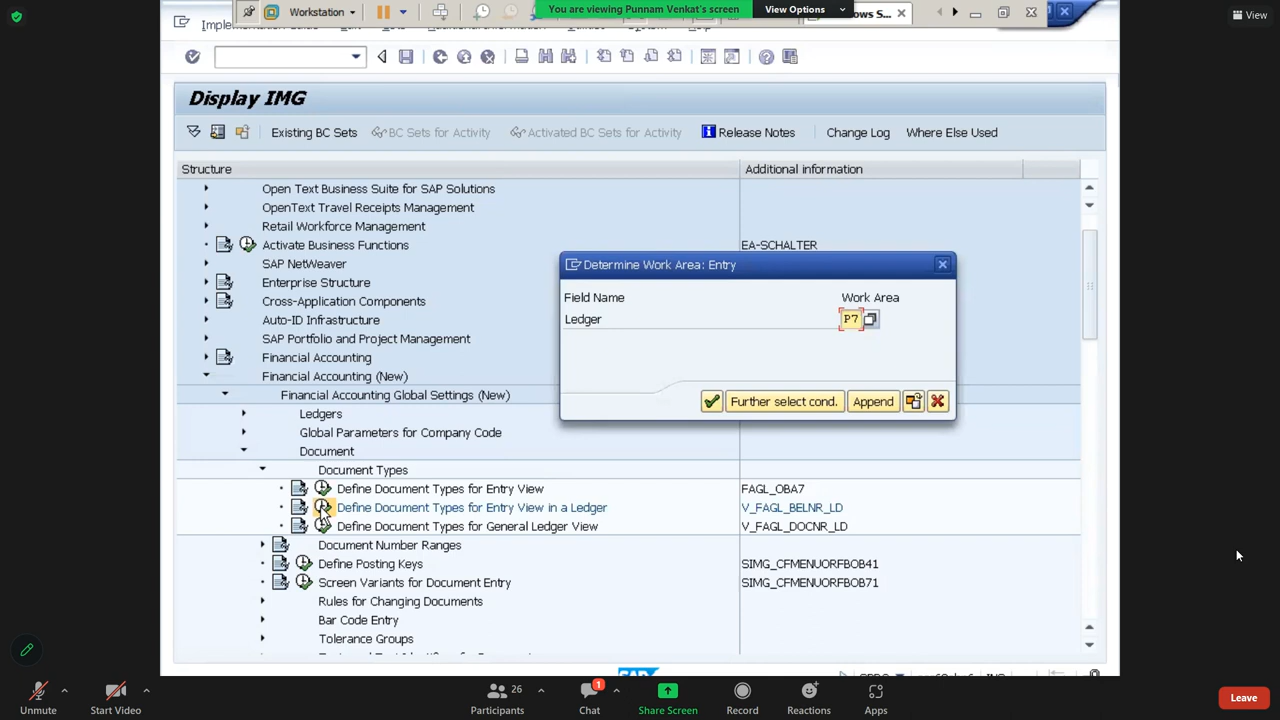 Workstation
You are viewing Punnam Venkat's screen
View Options
View
Display IMG
Existing BC Sets
BC Sets for Activity
Activated BC Sets for Activity
Release Notes
Change Log
Where Else Used
Structure
Additional information
Open Text Business Suite for SAP Solutions
OpenText Travel Receipts Management
Retail Workforce Management
Activate Business Functions
EA-SCHALTER
SAP NetWeaver
Enterprise Structure
Cross-Application Components
Auto-ID Infrastructure
SAP Portfolio and Project Management
Financial Accounting
Financial Accounting (New)
Financial Accounting Global Settings (New)
Ledgers
Global Parameters for Company Code
Document
Document Types
Define Document Types for Entry View
FAGL_OBA7
Define Document Types for Entry View in a Ledger
V_FAGL_BELNR_LD
Define Document Types for General Ledger View
V_FAGL_DOCNR_LD
Document Number Ranges
Define Posting Keys
SIMG_CFMENUORFBOB41
Screen Variants for Document Entry
SIMG_CFMENUORFBOB71
Rules for Changing Documents
Bar Code Entry
Tolerance Groups
Determine Work Area: Entry
Field Name
Work Area
Ledger
P7
Further select cond.
Append
SAP
Unmute
Start Video
26
Participants
1
Chat
Share Screen
Record
Reactions
Apps
Leave